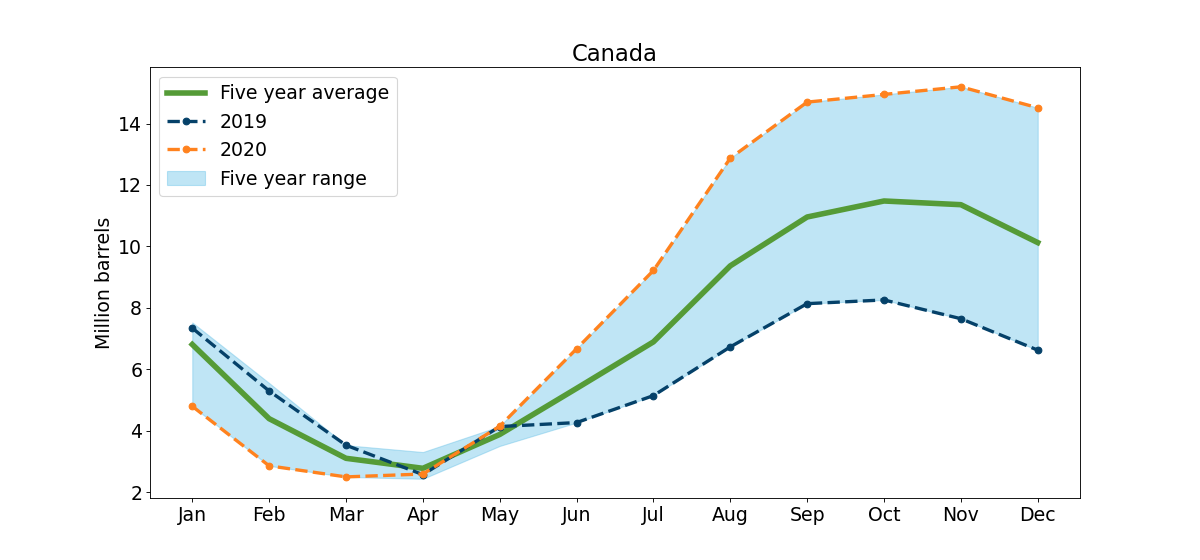 Canada
Five year average
2019
2020
Five year range
Million barrels
14
12
10
8
6
4
2
Jan Feb Mar Apr May Jun Jul Aug Sep Oct Nov Dec